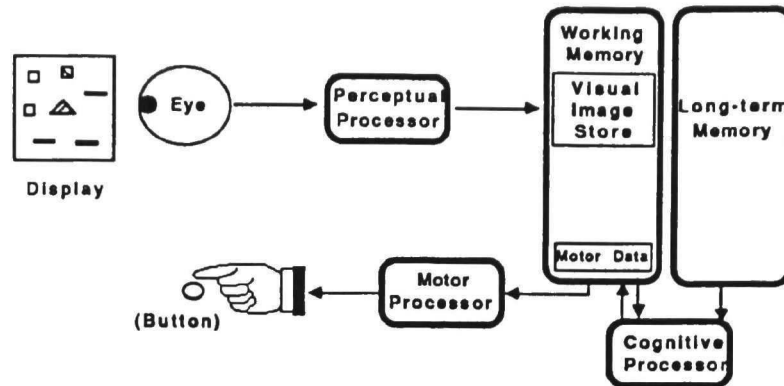 Display
Eye
Perceptual
Processor
Working
Memory
Visual
Image
Store
Motor Data
Long-term
Memory
(Button)
Motor
Processor
Cognitive
Processor